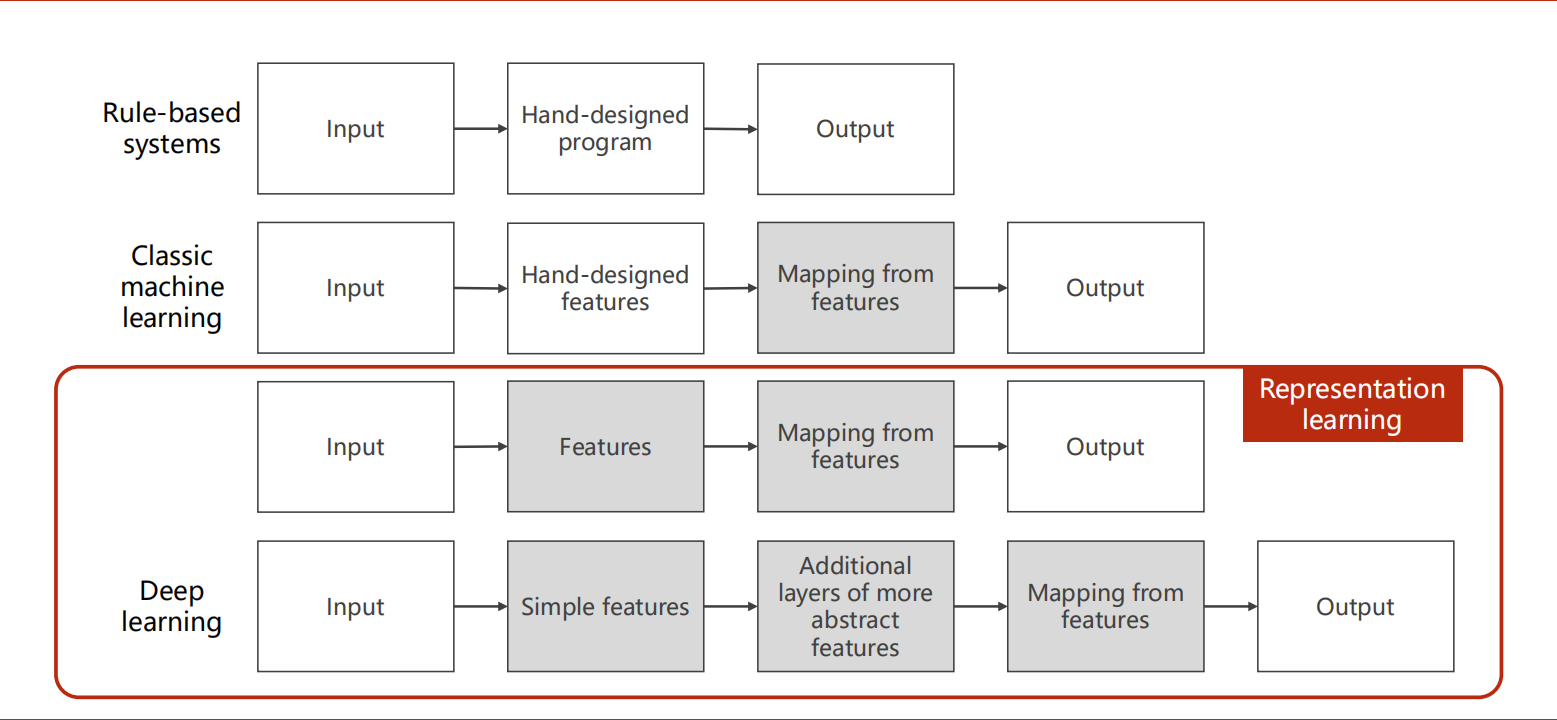 Rule-based
systems
Input
Hand-designed
program
Output
Classic
machine
learning
Input
Hand-designed
features
Mapping from
features
Output
Representation
learning
Input
Features
Mapping from
features
Output
Deep
learning
Input
Simple features
Additional
layers of more
abstract
features
Mapping from
features
Output